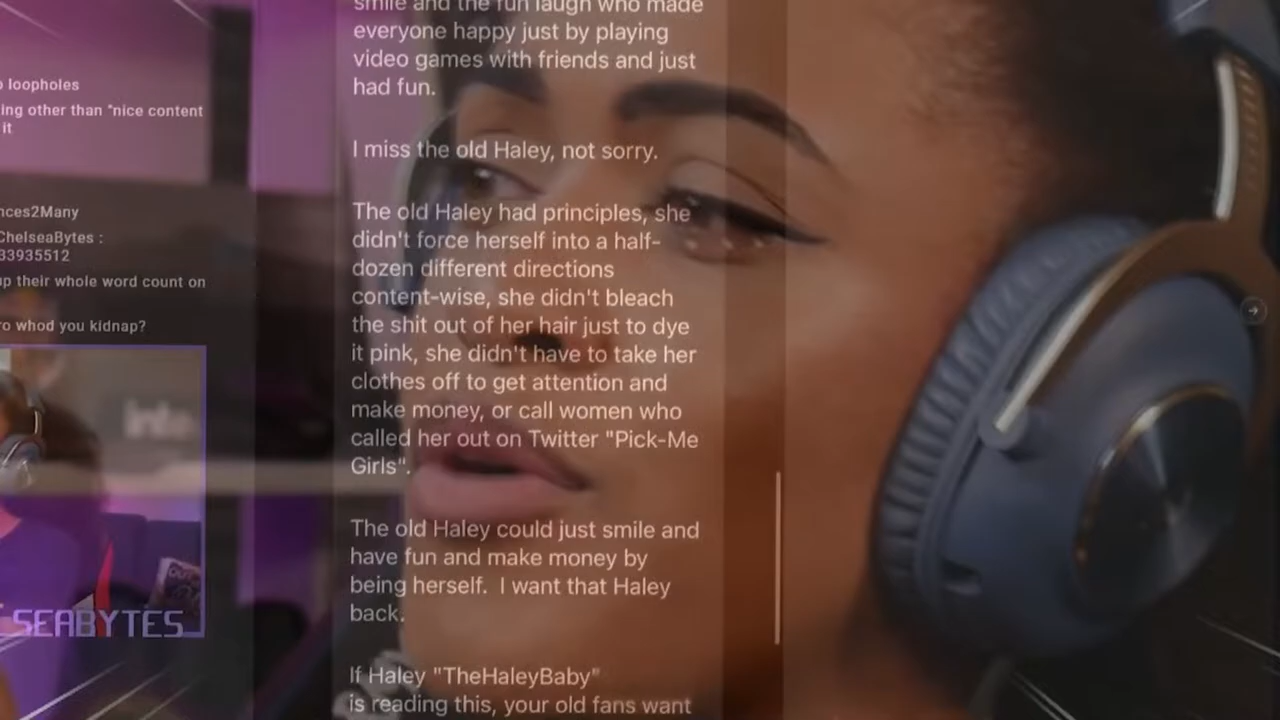 loopholes
ing other than "nice content
it
nces2Many
ChelseaBytes :
33935512
up their whole word count on
whod you kidnap?
SEABYTES
smile and the fun laugh who made
everyone happy just by playing
video games with friends and just
had fun.
I miss the old Haley, not sorry.
The old Haley had principles, she
didn't force herself into a half-
dozen different directions
content-wise, she didn't bleach
the shit out of her hair just to dye
it pink, she didn't have to take her
clothes off to get attention and
make money, or call women who
called her out on Twitter "Pick-Me
Girls".
The old Haley could just smile and
have fun and make money by
being herself.  I want that Haley
back.
If Haley "TheHaleyBaby"
is reading this, your old fans want